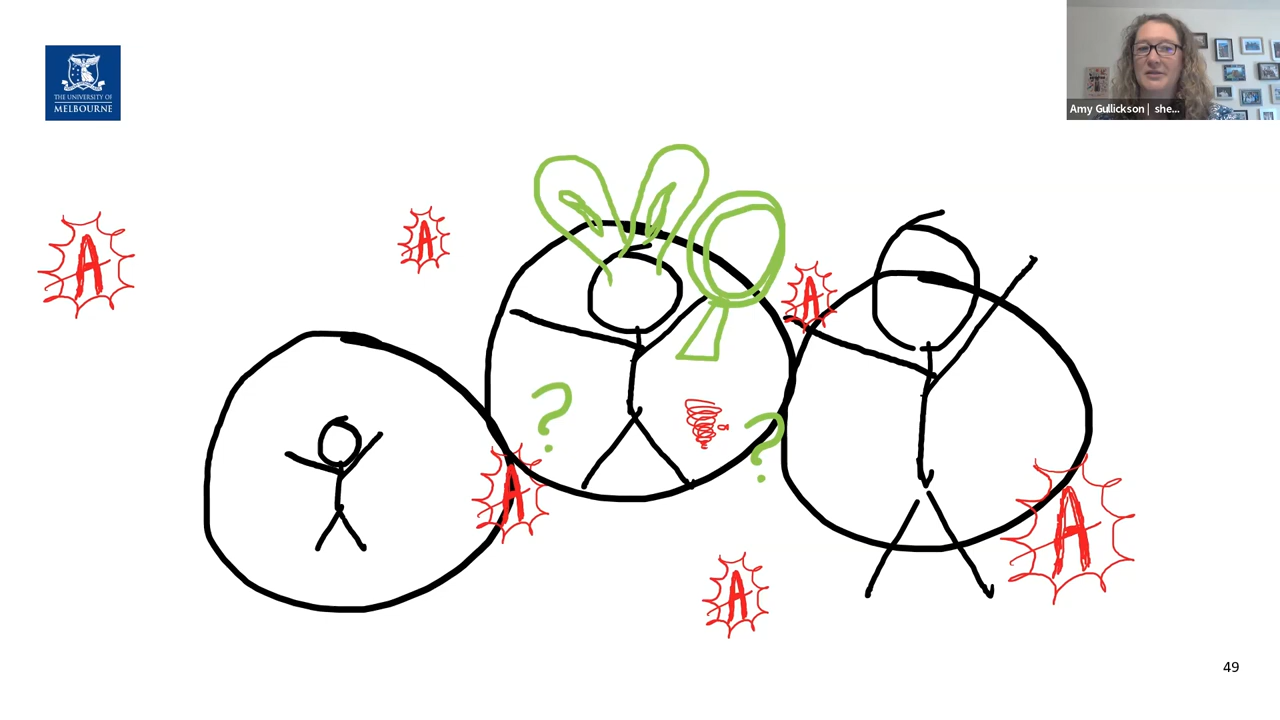 THE UNIVERSITY OF
MELBOURNE
Amy Gullickson | she...
A
A
A
A
A
A
?
?
49